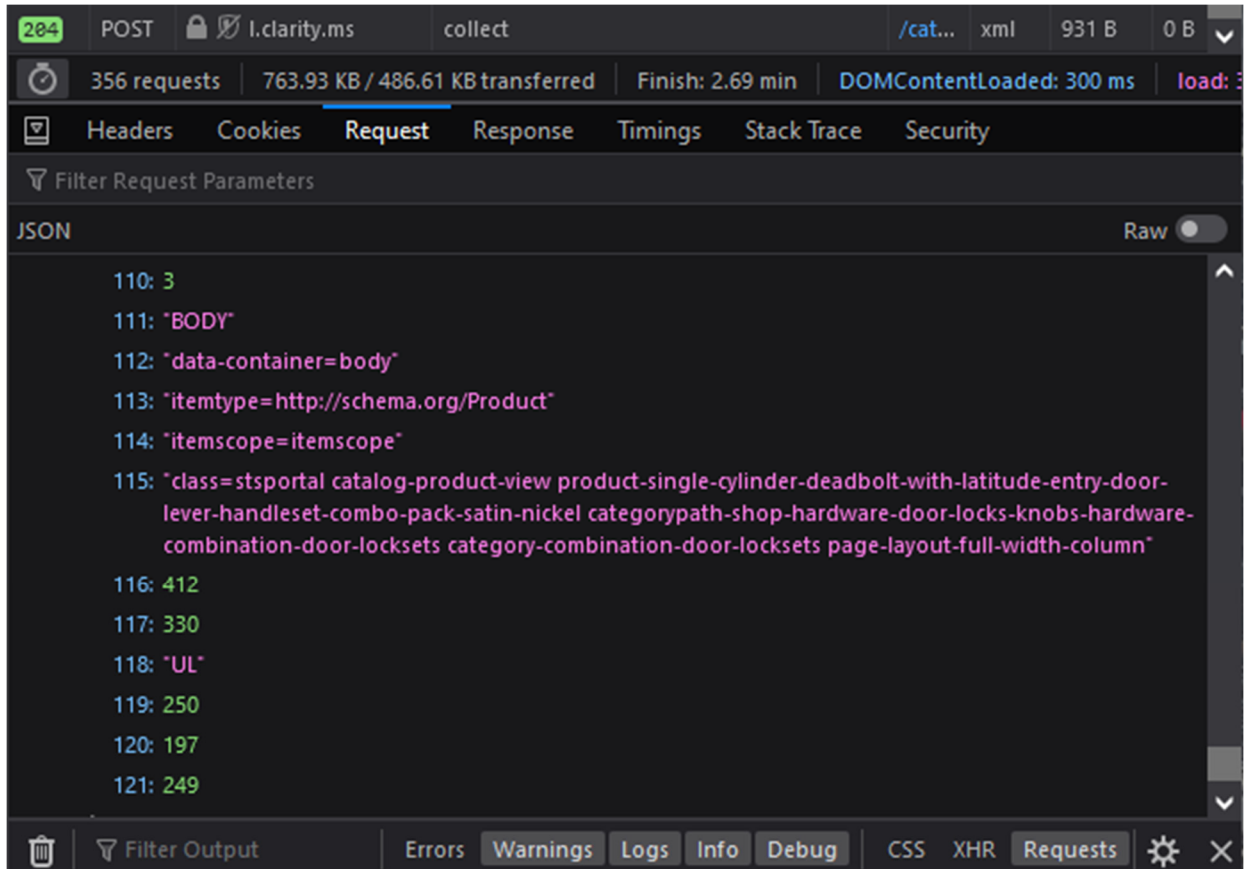 204 POST l.clarity.ms collect /cat... xml 931 B 0 B
356 requests 763.93 KB / 486.61 KB transferred Finish: 2.69 min DOMContentLoaded: 300 ms load:
Headers Cookies Request Response Timings Stack Trace Security
Filter Request Parameters
JSON Raw
110: 3
111: "BODY"
112: "data-container=body"
113: "itemtype=http://schema.org/Product"
114: "itemscope=itemscope"
115: "class=stsportal catalog-product-view product-single-cylinder-deadbolt-with-latitude-entry-door-
lever-handleset-combo-pack-satin-nickel categorypath-shop-hardware-door-locks-knobs-hardware-
combination-door-locksets category-combination-door-locksets page-layout-full-width-column"
116: 412
117: 330
118: "UL"
119: 250
120: 197
121: 249
Filter Output Errors Warnings Logs Info Debug CSS XHR Requests